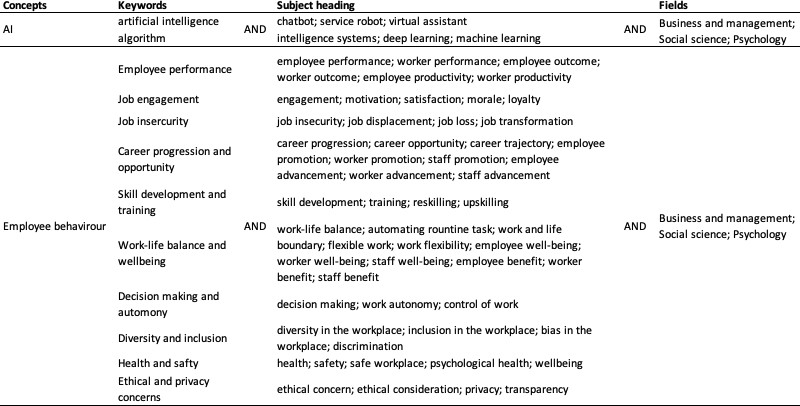 Concepts Keywords Subject heading Fields
AI
artificial intelligence
algorithm
AND
chatbot; service robot; virtual assistant
intelligence systems; deep learning; machine learning
AND
Business and management;
Social science; Psychology
Employee behavirour
Employee performance
employee performance; worker performance; employee outcome;
worker outcome; employee productivity; worker productivity
Job engagement
engagement; motivation; satisfaction; morale; loyalty
Job insercurity
job insecurity; job displacement; job loss; job transformation
Career progression and
opportunity
career progression; career opportunity; career trajectory; employee
promotion; worker promotion; staff promotion; employee
advancement; worker advancement; staff advancement
Skill development and
training
skill development; training; reskilling; upskilling
AND
Work-life balance and
wellbeing
work-life balance; automating rountine task; work and life
boundary; flexible work; work flexibility; employee well-being;
worker well-being; staff well-being; employee benefit; worker
benefit; staff benefit
AND
Business and management;
Social science; Psychology
Decision making and
automony
decision making; work autonomy; control of work
Diversity and inclusion
diversity in the workplace; inclusion in the workplace; bias in the
workplace; discrimination
Health and safty
health; safety; safe workplace; psychological health; wellbeing
Ethical and privacy
concerns
ethical concern; ethical consideration; privacy; transparency